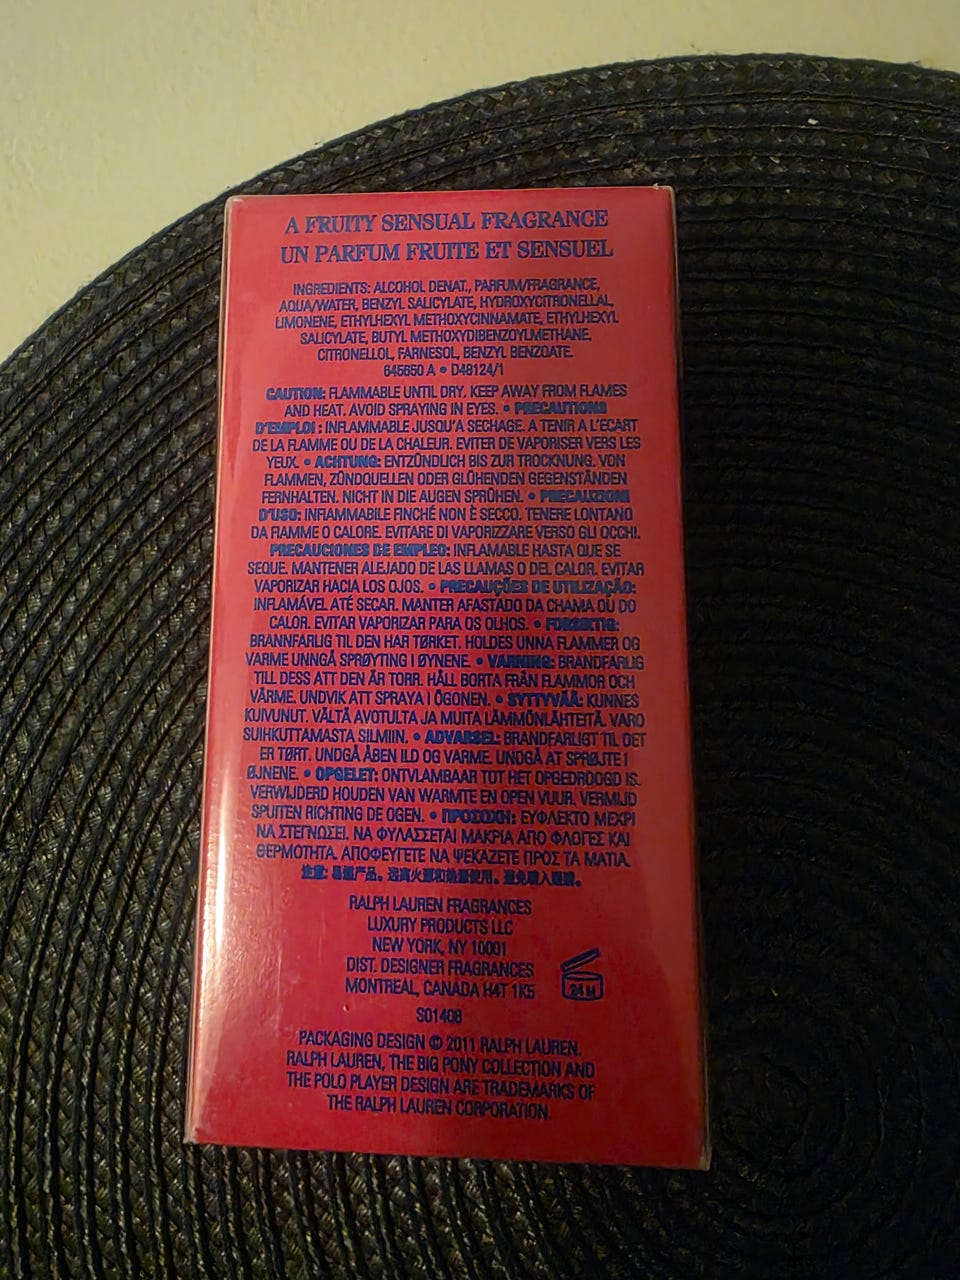 A FRUITY SENSUAL FRAGRANCE
UN PARFUM FRUITE ET SENSUEL
INGREDIENTS: ALCOHOL DENAT., PARFUM/FRAGRANCE,
AQUA/WATER, BENZYL SALICYLATE, HYDROXYCITRONELLAL,
LIMONENE, ETHYLHEXYL METHOXYCINNAMATE, ETHYLHEXYL
SALICYLATE, BUTYL METHOXYDIBENZOYLMETHANE,
CITRONELLOL, FARNESOL, BENZYL BENZOATE.
645650 A • D48124/1
CAUTION: FLAMMABLE UNTIL DRY. KEEP AWAY FROM FLAMES
AND HEAT. AVOID SPRAYING IN EYES. • PRECAUTIONS
D'EMPLOI : INFLAMMABLE JUSQU'A SECHAGE. A TENIR A L'ECART
DE LA FLAMME OU DE LA CHALEUR. EVITER DE VAPORISER VERS LES
YEUX. • ACHTUNG: ENTZÜNDLICH BIS ZUR TROCKNUNG. VON
FLAMMEN, ZÜNDQUELLEN ODER GLÜHENDEN GEGENSTÄNDEN
FERNHALTEN. NICHT IN DIE AUGEN SPRÜHEN. • PRECAUZIONI
D'USO: INFIAMMABILE FINCHÉ NON È SECCO. TENERE LONTANO
DA FIAMME O CALORE. EVITARE DI VAPORIZZARE VERSO GLI OCCHI.
PRECAUCIONES DE EMPLEO: INFLAMABLE HASTA QUE SE
SEQUE. MANTENER ALEJADO DE LAS LLAMAS O DEL CALOR. EVITAR
VAPORIZAR HACIA LOS OJOS. • PRECAUÇÕES DE UTILIZAÇÃO:
INFLAMÁVEL ATÉ SECAR. MANTER AFASTADO DA CHAMA OU DO
CALOR. EVITAR VAPORIZAR PARA OS OLHOS. • FORSIKTIG:
BRANNFARLIG TIL DEN HAR TØRKET. HOLDES UNNA FLAMMER OG
VARME UNNGÅ SPRØYTING I ØYNENE. • VARNING: BRANDFARLIG
TILL DESS ATT DEN ÄR TORR. HÅLL BORTA FRÅN FLAMMOR OCH
VÄRME. UNDVIK ATT SPRAYA I ÖGONEN. • SYTTYVÄÄ: KUNNES
KUIVUNUT. VÄLTÄ AVOTULTA JA MUITA LÄMMÖNLÄHTEITÄ. VARO
SUIHKUTTAMASTA SILMIIN. • ADVARSEL: BRANDFARLIGT TIL DET
ER TØRT. UNDGÅ ÅBEN ILD OG VARME. UNDGÅ AT SPRØJTE I
ØJNENE. • OPGELET: ONTVLAMBAAR TOT HET OPGEDROOGD IS.
VERWIJDERD HOUDEN VAN WARMTE EN OPEN VUUR. VERMIJD
SPUITEN RICHTING DE OGEN. • ΠΡΟΣΟΧΗ: ΕΥΦΛΕΚΤΟ ΜΕΧΡΙ
ΝΑ ΣΤΕΓΝΩΣΕΙ. ΝΑ ΦΥΛΑΣΣΕΤΑΙ ΜΑΚΡΙΑ ΑΠΟ ΦΛΟΓΕΣ ΚΑΙ
ΘΕΡΜΟΤΗΤΑ. ΑΠΟΦΕΥΓΕΤΕ ΝΑ ΨΕΚΑΖΕΤΕ ΠΡΟΣ ΤΑ ΜΑΤΙΑ.
注意:
RALPH LAUREN FRAGRANCES
LUXURY PRODUCTS LLC
NEW YORK, NY 10001
DIST. DESIGNER FRAGRANCES
MONTREAL, CANADA H4T 1K5
24 M
S01408
PACKAGING DESIGN © 2011 RALPH LAUREN.
RALPH LAUREN, THE BIG PONY COLLECTION AND
THE POLO PLAYER DESIGN ARE TRADEMARKS OF
THE RALPH LAUREN CORPORATION.